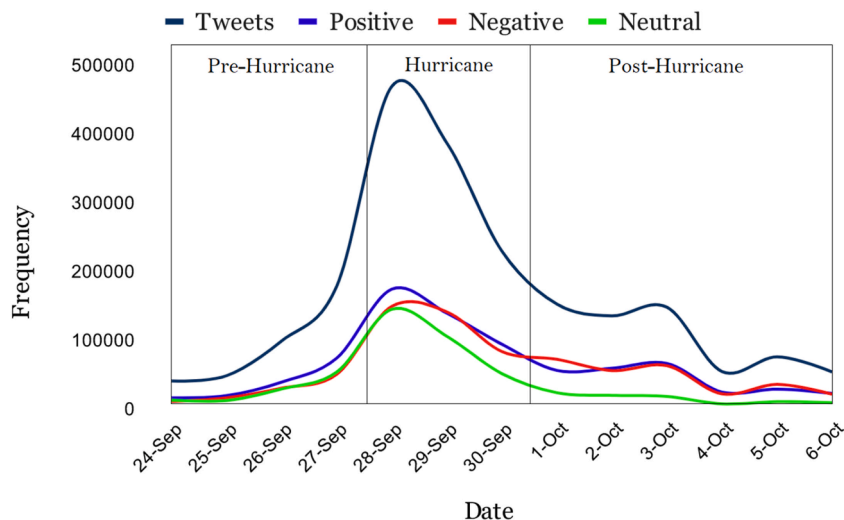 Tweets Positive Negative Neutral
Pre-Hurricane Hurricane Post-Hurricane
500000
400000
300000
200000
100000
0
Frequency
24-Sep 25-Sep 26-Sep 27-Sep 28-Sep 29-Sep 30-Sep 1-Oct 2-Oct 3-Oct 4-Oct 5-Oct 6-Oct
Date